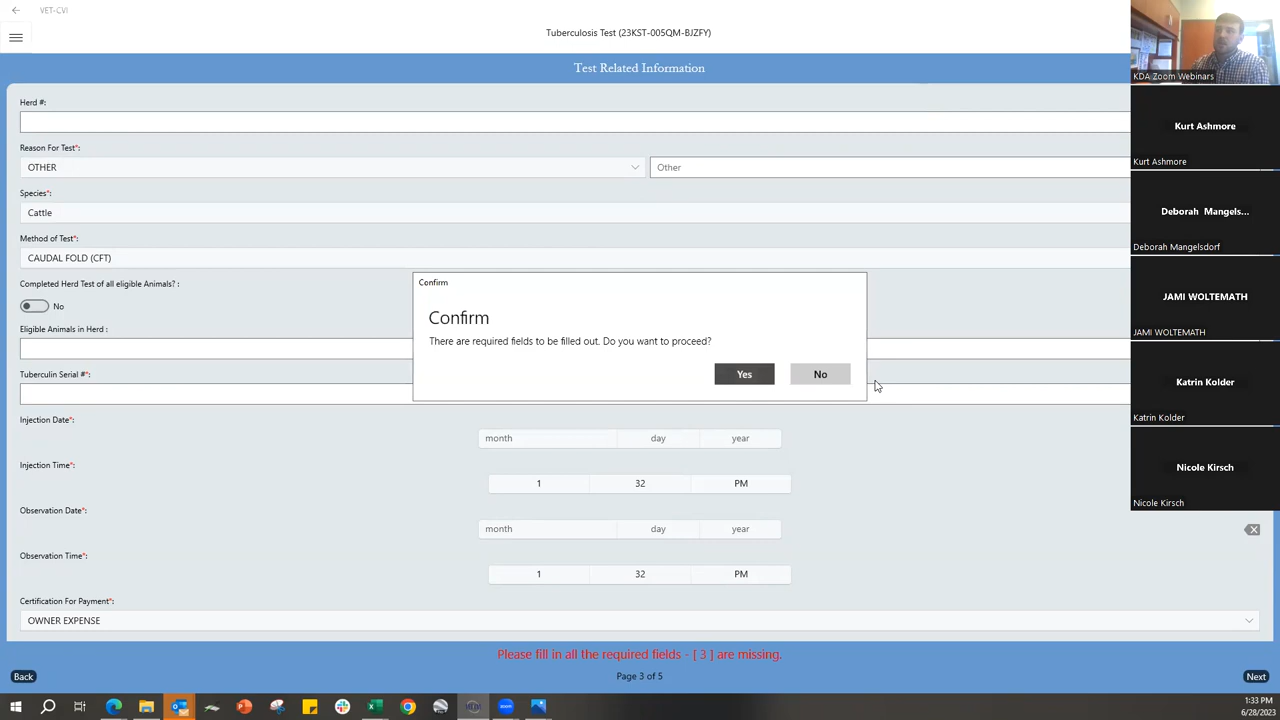 VET-CVI
Tuberculosis Test (23KST-005QM-BJZFY)
Test Related Information
Herd #:
Reason For Test*:
OTHER
Other
Species*:
Cattle
Method of Test*:
CAUDAL FOLD (CFT)
Completed Herd Test of all eligible Animals? :
No
Eligible Animals in Herd :
Tuberculin Serial #*:
Injection Date*:
month day year
Injection Time*:
1 32 PM
Observation Date*:
month day year
Observation Time*:
1 32 PM
Certification For Payment*:
OWNER EXPENSE
Please fill in all the required fields - [ 3 ] are missing.
Back
Page 3 of 5
Next
Confirm
Confirm
There are required fields to be filled out. Do you want to proceed?
Yes
No
KDA Zoom Webinars
Kurt Ashmore
Kurt Ashmore
Deborah Mangels...
Deborah Mangelsdorf
JAMI WOLTEMATH
JAMI WOLTEMATH
Katrin Kolder
Katrin Kolder
Nicole Kirsch
Nicole Kirsch
1:33 PM
6/28/2023